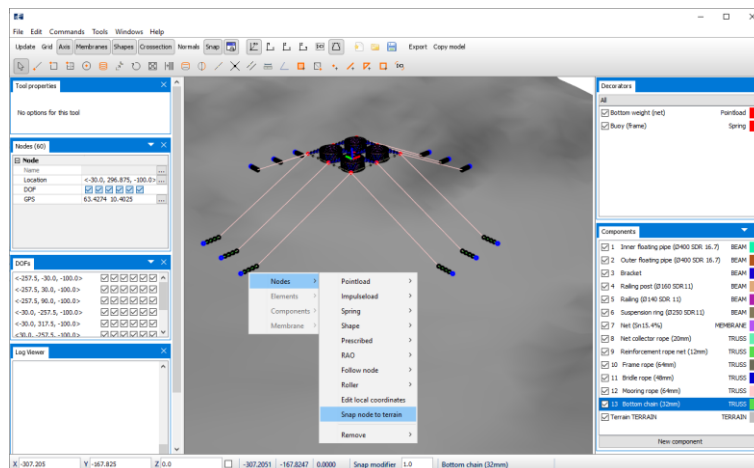 File Edit Commands Tools Windows Help
Update Grid Axis Membranes Shapes Crossection Normals Snap Export Copy model
Tool properties
No options for this tool
Nodes (60)
Node
Name
Location <-30.0, 296.875, -100.0>
DOF
GPS 63.4274 10.4025
DOFs
<-257.5, -30.0, -100.0>
<-257.5, 30.0, -100.0>
<-257.5, 90.0, -100.0>
<-30.0, -257.5, -100.0>
<-30.0, 317.5, -100.0>
<30.0, -257.5, -100.0>
Log Viewer
Nodes
Elements
Components
Membrane
Pointload
Impulseload
Spring
Shape
Prescribed
RAO
Follow node
Roller
Edit local coordinates
Snap node to terrain
Remove
Decorators
All
Bottom weight (net) Pointload
Buoy (frame) Spring
Components
1 Inner floating pipe (Ø400 SDR 16.7) BEAM
2 Outer floating pipe (Ø400 SDR 16.7) BEAM
3 Bracket BEAM
4 Railing post (Ø160 SDR11) BEAM
5 Railing (Ø140 SDR 11) BEAM
6 Suspension ring (Ø250 SDR11) BEAM
7 Net (Sn15.4%) MEMBRANE
8 Net collector rope (20mm) TRUSS
9 Reinforcement rope net (12mm) TRUSS
10 Frame rope (64mm) TRUSS
11 Bridle rope (48mm) TRUSS
12 Mooring rope (64mm) TRUSS
13 Bottom chain (32mm) TRUSS
Terrain TERRAIN TERRAIN
New component
X -307.205 Y -167.825 Z 0.0 -307.2051 -167.8247 0.0000 Snap modifier 1.0 Bottom chain (32mm)